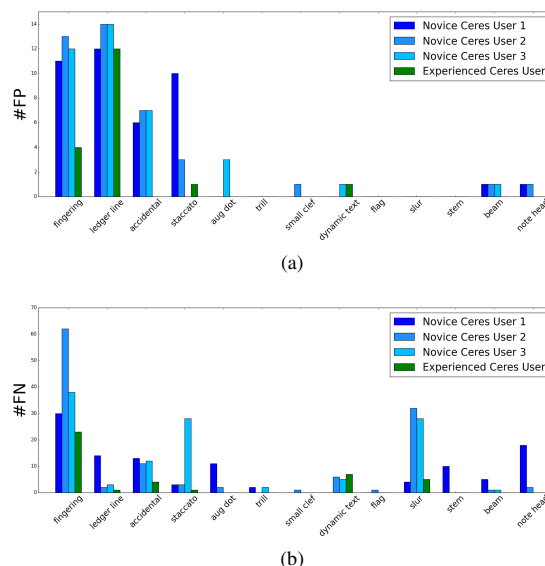 #FP
14
12
10
8
6
4
2
0
Novice Ceres User 1
Novice Ceres User 2
Novice Ceres User 3
Experienced Ceres User
fingering
ledger line
accidental
staccato
aug dot
trill
small clef
dynamic text
flag
slur
stem
beam
note head
(a)
#FN
70
60
50
40
30
20
10
0
Novice Ceres User 1
Novice Ceres User 2
Novice Ceres User 3
Experienced Ceres User
fingering
ledger line
accidental
staccato
aug dot
trill
small clef
dynamic text
flag
slur
stem
beam
note head
(b)